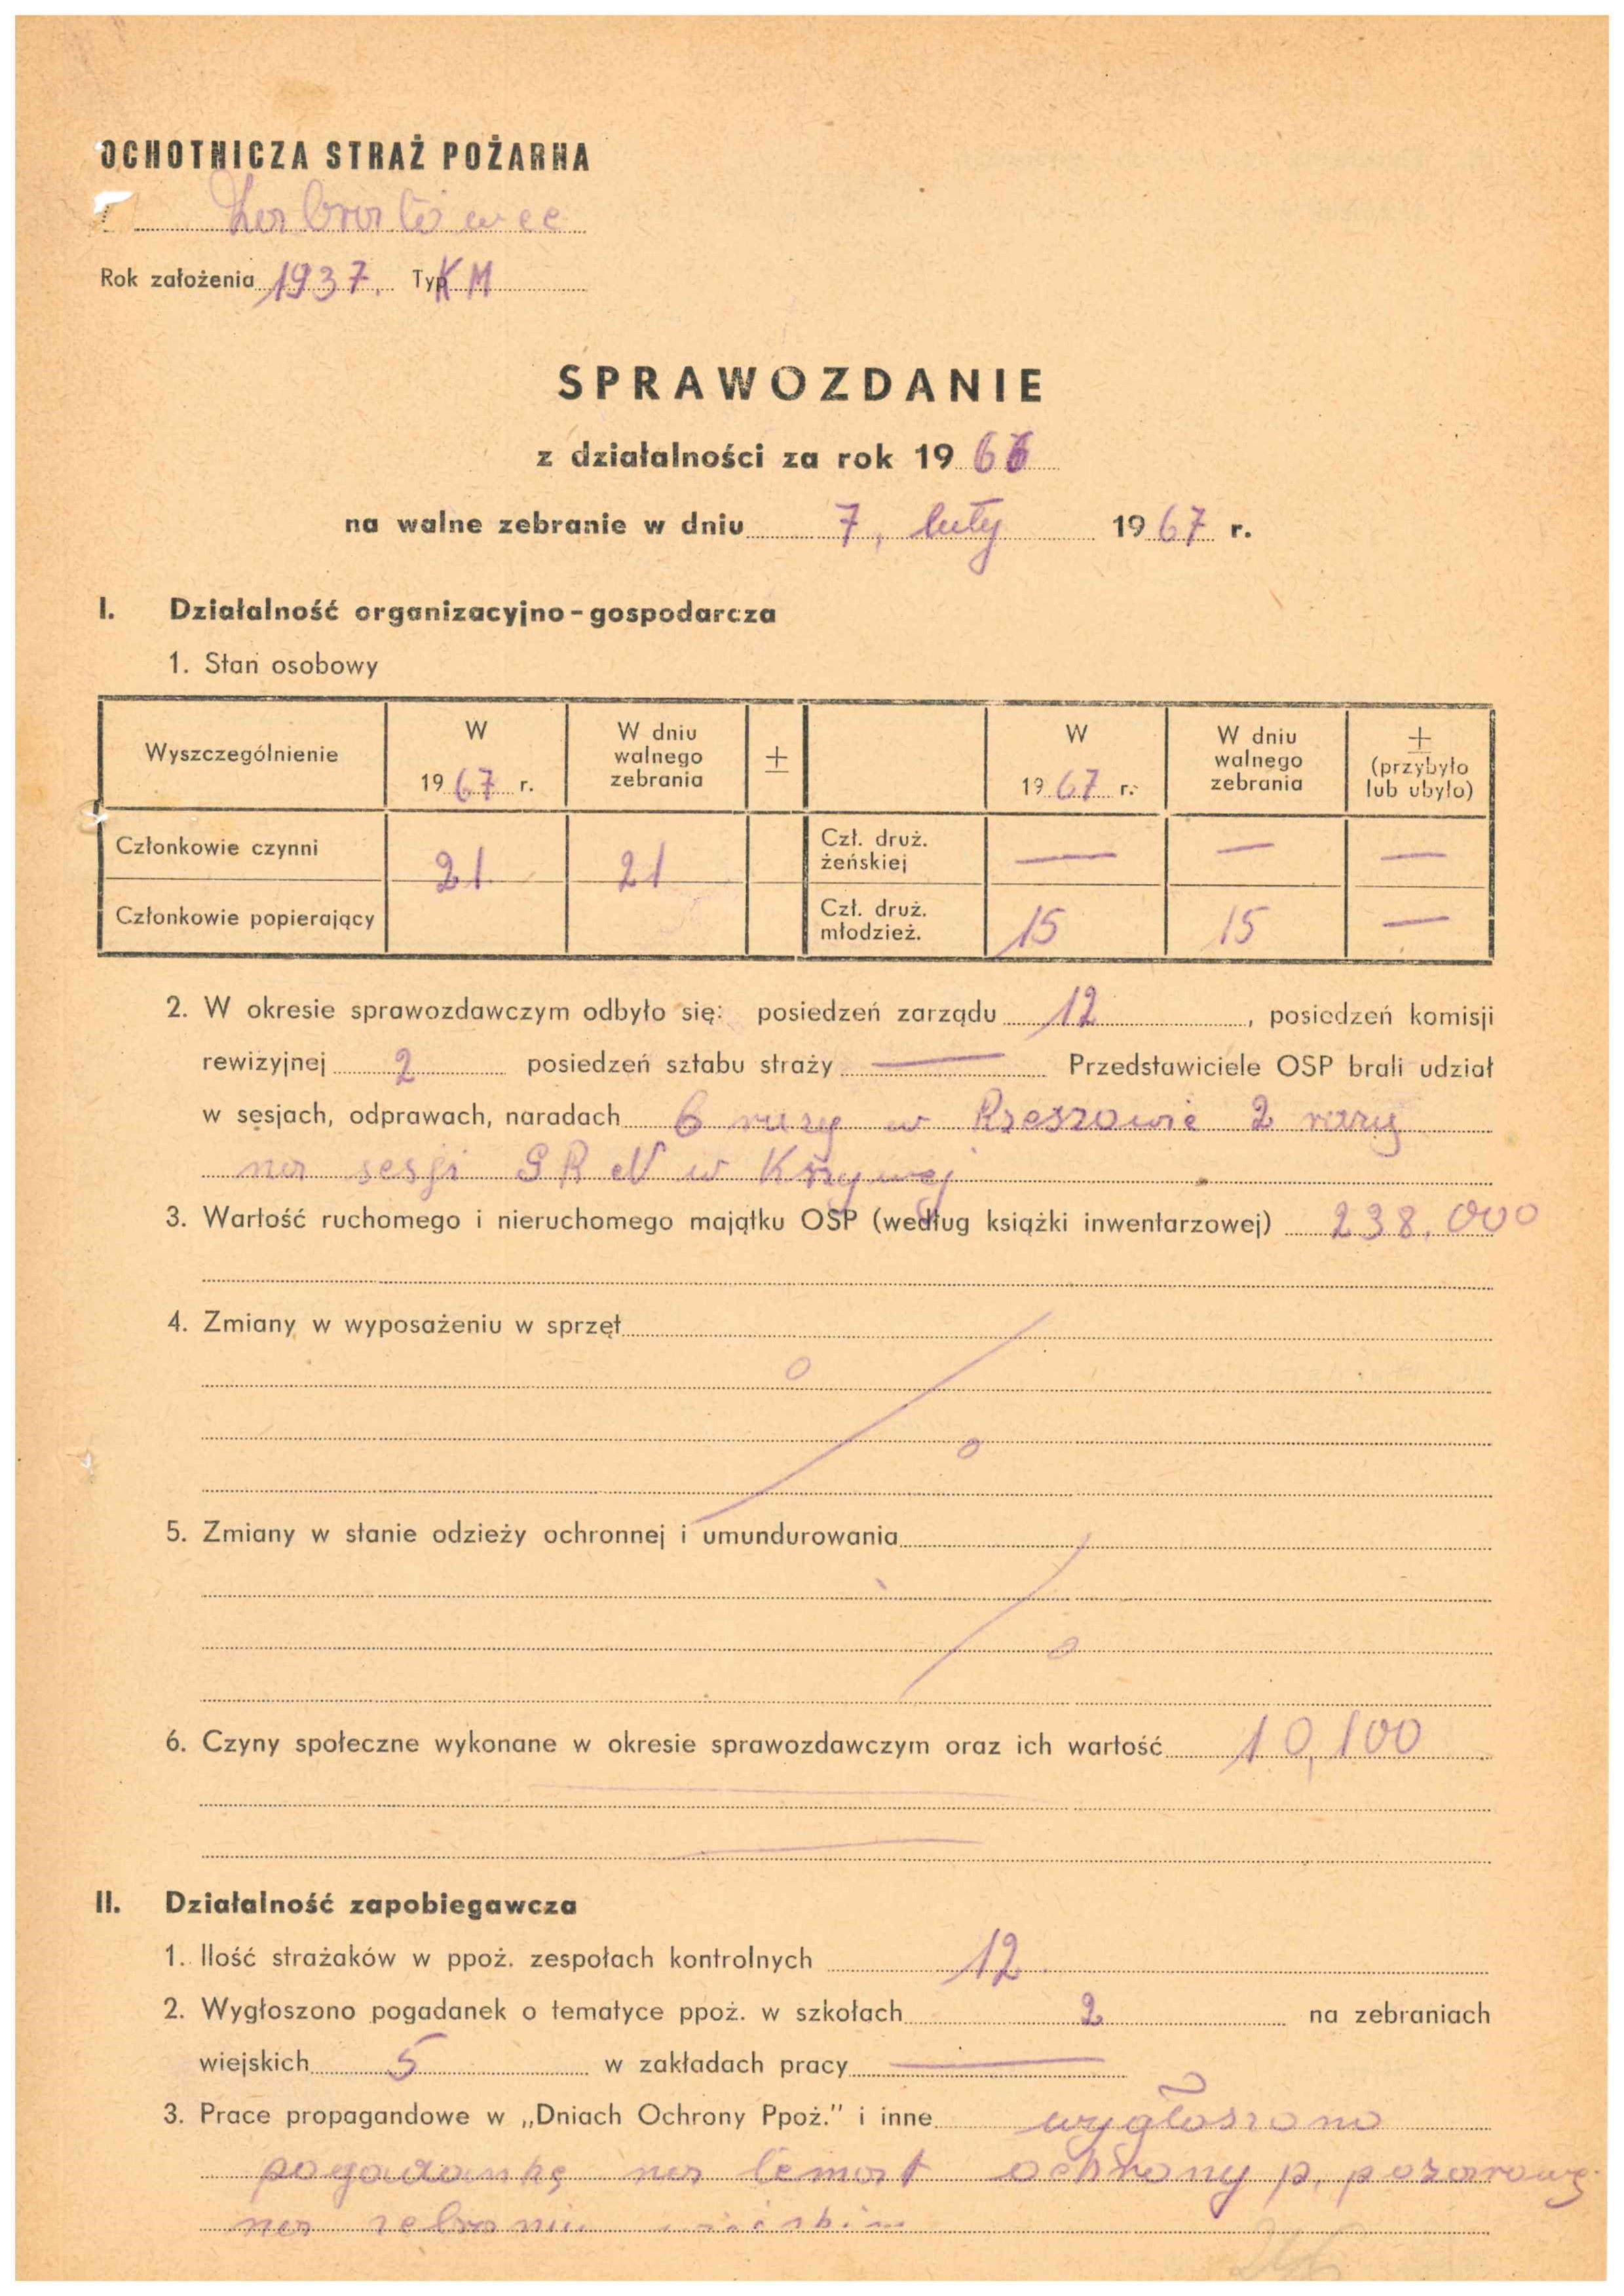 OCHOTNICZA STRAŻ POŻARNA
Rok założenia 1937. Typ KM
SPRAWOZDANIE
z działalności za rok 1966
na walne zebranie w dniu 7, luty 1967 r.
I. Działalność organizacyjno-gospodarcza
1. Stan osobowy
Wyszczególnienie
W 1967 r.
W dniu walnego zebrania
±
W 1967 r.
W dniu walnego zebrania
± (przybyło lub ubyło)
Członkowie czynni 21 21 Czł. druż. żeńskiej — — —
Członkowie popierający Czł. druż. młodzież. 15 15 —
2. W okresie sprawozdawczym odbyło się: posiedzeń zarządu 12, posiedzeń komisji
rewizyjnej 2 posiedzeń sztabu straży — Przedstawiciele OSP brali udział
w sesjach, odprawach, naradach 6 razy w Rzeszowie 2 razy
na sesji GRN w
3. Wartość ruchomego i nieruchomego majątku OSP (według książki inwentarzowej) 238.000
4. Zmiany w wyposażeniu w sprzęt
5. Zmiany w stanie odzieży ochronnej i umundurowania
6. Czyny społeczne wykonane w okresie sprawozdawczym oraz ich wartość 10,100
II. Działalność zapobiegawcza
1. Ilość strażaków w ppoż. zespołach kontrolnych 12
2. Wygłoszono pogadanek o tematyce ppoż. w szkołach 2 na zebraniach
wiejskich 5 w zakładach pracy —
3. Prace propagandowe w „Dniach Ochrony Ppoż." i inne wygłoszono
pogadankę na temat ochrony p. pożarowej
na zebraniu